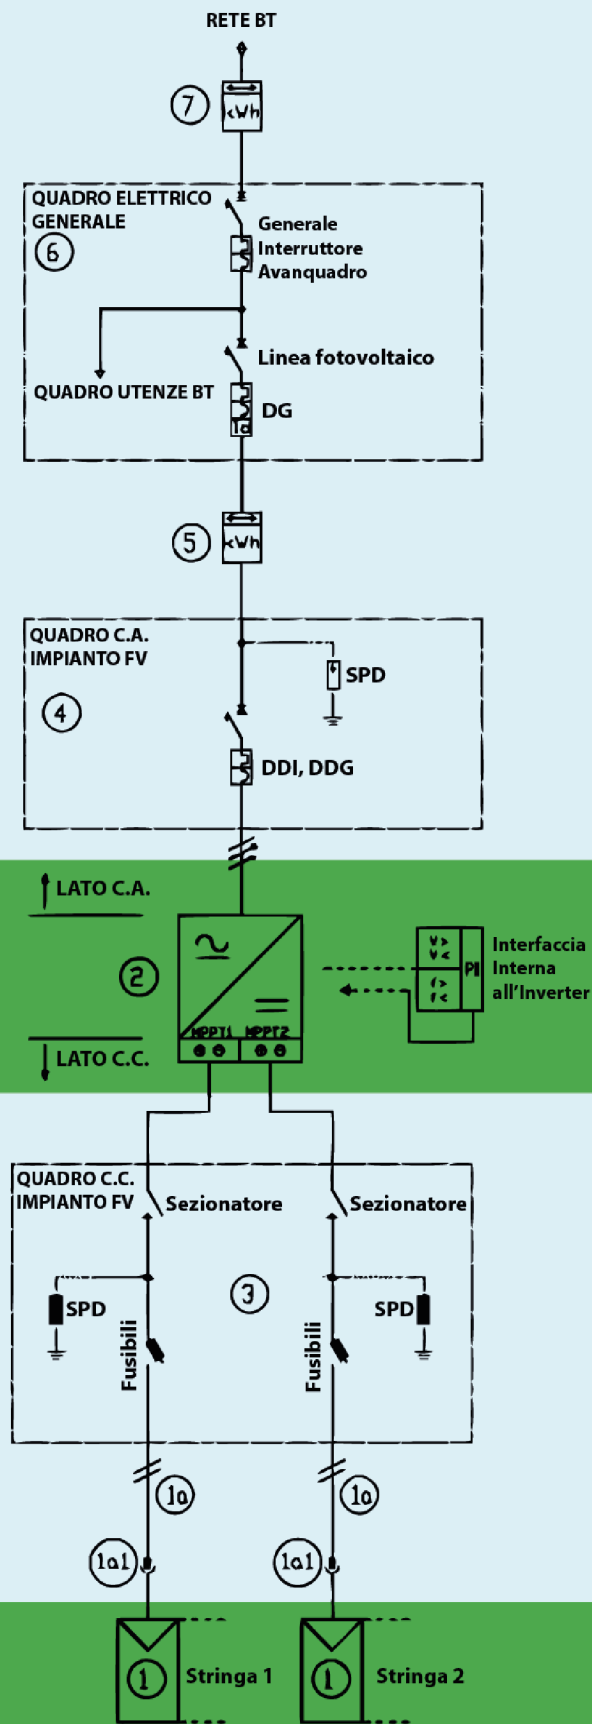 RETE BT
7
kWh
QUADRO ELETTRICO
GENERALE
6
Generale
Interruttore
Avanquadro
Linea fotovoltaico
QUADRO UTENZE BT
DG
Id
5
kWh
QUADRO C.A.
IMPIANTO FV
SPD
4
DDI, DDG
LATO C.A.
2
V>
V<
f>
f<
PI
Interfaccia
Interna
all'Inverter
MPPT1 MPPT2
LATO C.C.
QUADRO C.C.
IMPIANTO FV
Sezionatore
Sezionatore
3
SPD
SPD
Fusibili
Fusibili
1a
1a
1a1
1a1
1
Stringa 1
1
Stringa 2